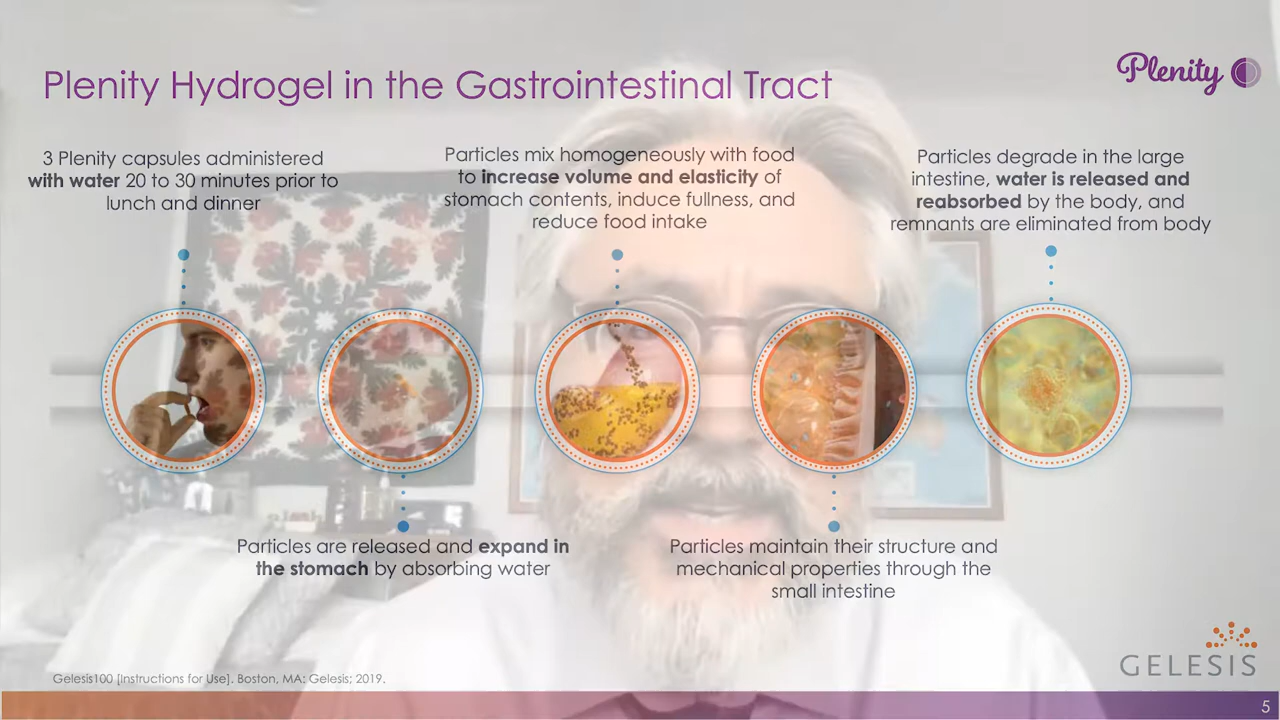 Plenity Hydrogel in the Gastrointestinal Tract
Plenity
3 Plenity capsules administered
with water 20 to 30 minutes prior to
lunch and dinner
Particles mix homogeneously with food
to increase volume and elasticity of
stomach contents, induce fullness, and
reduce food intake
Particles degrade in the large
intestine, water is released and
reabsorbed by the body, and
remnants are eliminated from body
Particles are released and expand in
the stomach by absorbing water
Particles maintain their structure and
mechanical properties through the
small intestine
GELESIS
Gelesis100 [Instructions for Use]. Boston, MA: Gelesis; 2019.
5